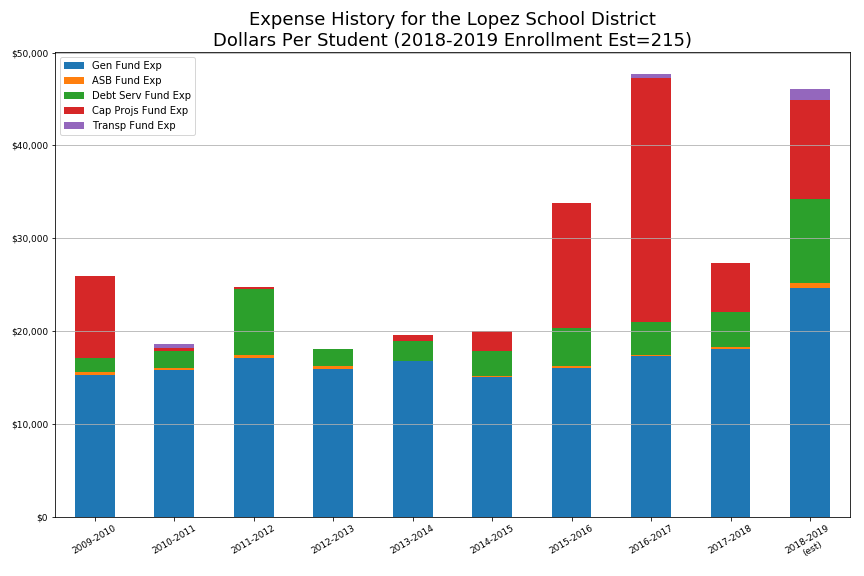 Expense History for the Lopez School District
Dollars Per Student (2018-2019 Enrollment Est=215)
$50,000
$40,000
$30,000
$20,000
$10,000
$0
Gen Fund Exp
ASB Fund Exp
Debt Serv Fund Exp
Cap Projs Fund Exp
Transp Fund Exp
2009-2010
2010-2011
2011-2012
2012-2013
2013-2014
2014-2015
2015-2016
2016-2017
2017-2018
2018-2019
(est)